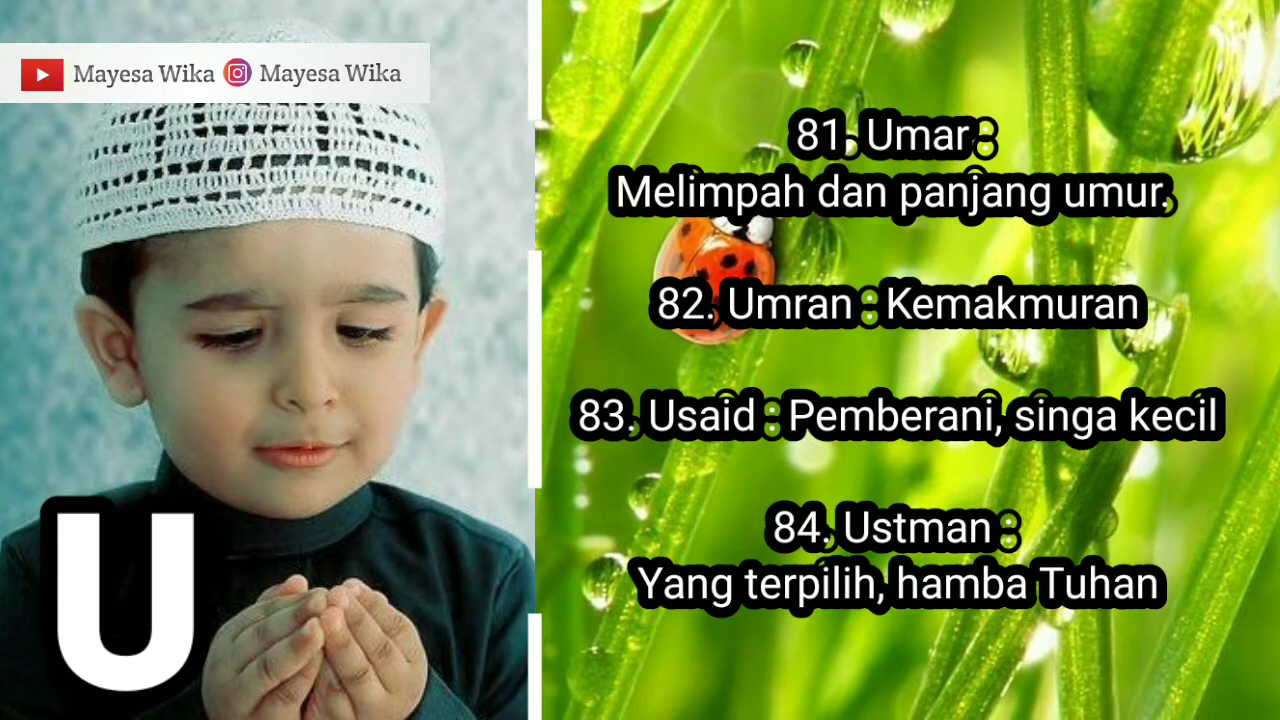 Mayesa Wika Mayesa Wika
81. Umar :
Melimpah dan panjang umur.
82. Umran : Kemakmuran
83. Usaid : Pemberani, singa kecil
84. Ustman :
Yang terpilih, hamba Tuhan
U